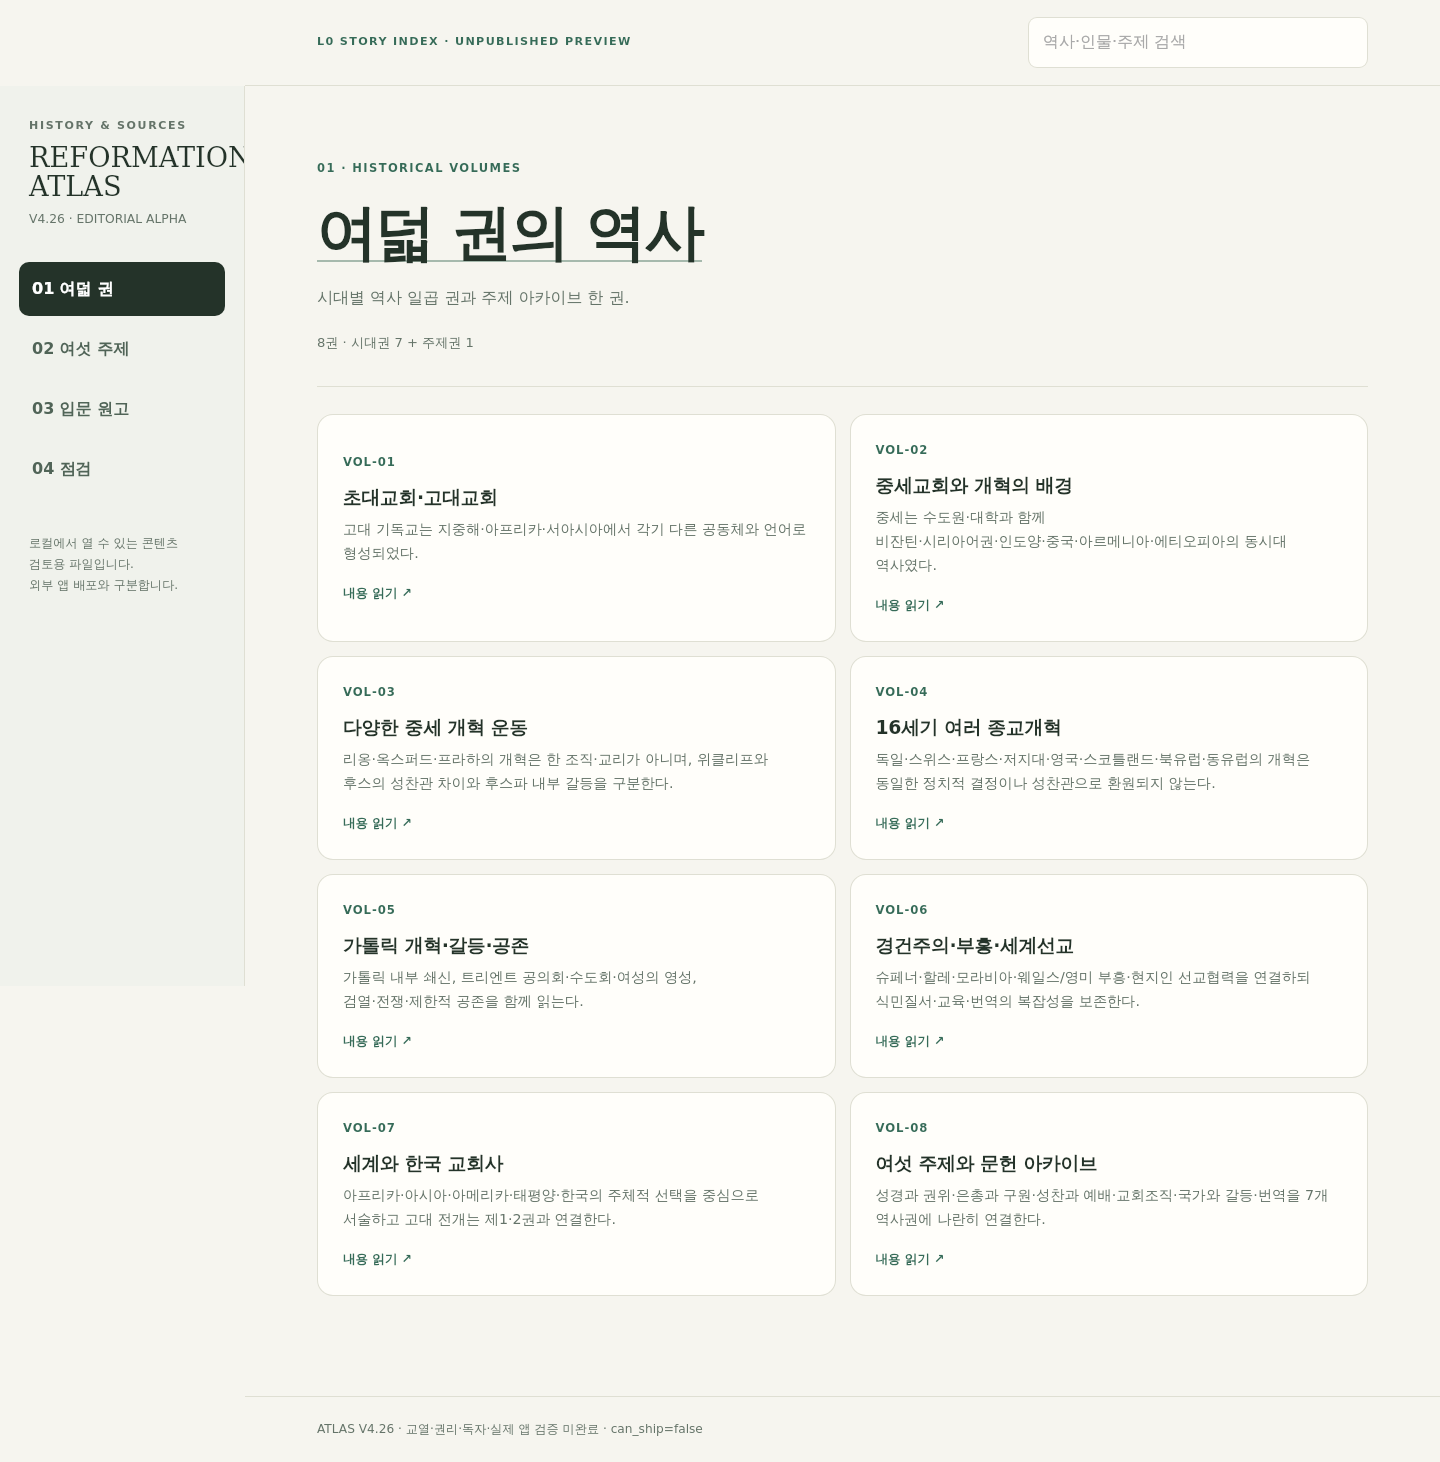 L0 STORY INDEX · UNPUBLISHED PREVIEW
역사·인물·주제 검색
HISTORY & SOURCES
REFORMATION
ATLAS
V4.26 · EDITORIAL ALPHA
01 여덟 권
02 여섯 주제
03 입문 원고
04 점검
로컬에서 열 수 있는 콘텐츠
검토용 파일입니다.
외부 앱 배포와 구분합니다.
01 · HISTORICAL VOLUMES
여덟 권의 역사
시대별 역사 일곱 권과 주제 아카이브 한 권.
8권 · 시대권 7 + 주제권 1
VOL-01
초대교회·고대교회
고대 기독교는 지중해·아프리카·서아시아에서 각기 다른 공동체와 언어로
형성되었다.
내용 읽기 ↗
VOL-02
중세교회와 개혁의 배경
중세는 수도원·대학과 함께
비잔틴·시리아어권·인도양·중국·아르메니아·에티오피아의 동시대
역사였다.
내용 읽기 ↗
VOL-03
다양한 중세 개혁 운동
리옹·옥스퍼드·프라하의 개혁은 한 조직·교리가 아니며, 위클리프와
후스의 성찬관 차이와 후스파 내부 갈등을 구분한다.
내용 읽기 ↗
VOL-04
16세기 여러 종교개혁
독일·스위스·프랑스·저지대·영국·스코틀랜드·북유럽·동유럽의 개혁은
동일한 정치적 결정이나 성찬관으로 환원되지 않는다.
내용 읽기 ↗
VOL-05
가톨릭 개혁·갈등·공존
가톨릭 내부 쇄신, 트리엔트 공의회·수도회·여성의 영성,
검열·전쟁·제한적 공존을 함께 읽는다.
내용 읽기 ↗
VOL-06
경건주의·부흥·세계선교
슈페너·할레·모라비아·웨일스/영미 부흥·현지인 선교협력을 연결하되
식민질서·교육·번역의 복잡성을 보존한다.
내용 읽기 ↗
VOL-07
세계와 한국 교회사
아프리카·아시아·아메리카·태평양·한국의 주체적 선택을 중심으로
서술하고 고대 전개는 제1·2권과 연결한다.
내용 읽기 ↗
VOL-08
여섯 주제와 문헌 아카이브
성경과 권위·은총과 구원·성찬과 예배·교회조직·국가와 갈등·번역을 7개
역사권에 나란히 연결한다.
내용 읽기 ↗
ATLAS V4.26 · 교열·권리·독자·실제 앱 검증 미완료 · can_ship=false